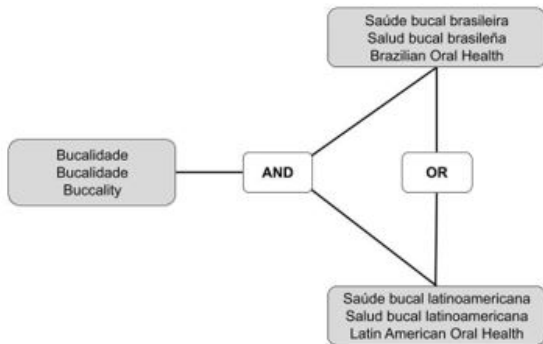 Saúde bucal brasileira
Salud bucal brasileña
Brazilian Oral Health
Bucalidade
Bucalidade
Buccality
AND
OR
Saúde bucal latinoamericana
Salud bucal latinoamericana
Latin American Oral Health